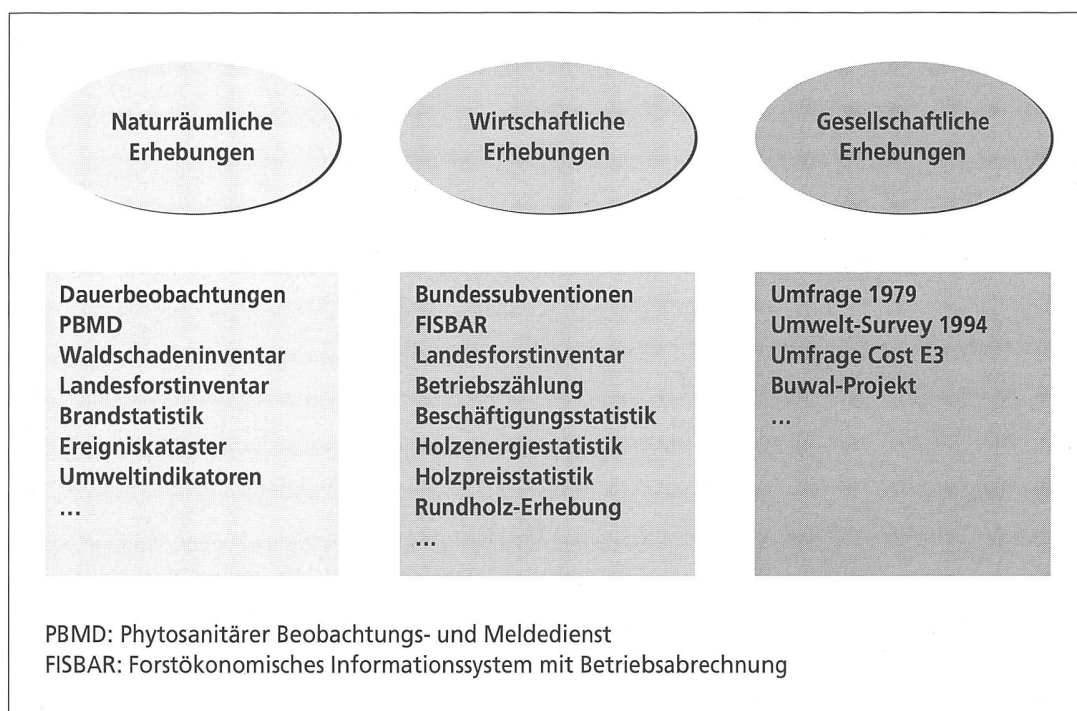 Naturräumliche
Erhebungen
Wirtschaftliche
Erhebungen
Gesellschaftliche
Erhebungen
Dauerbeobachtungen
PBMD
Waldschadeninventar
Landesforstinventar
Brandstatistik
Ereigniskataster
Umweltindikatoren
...
Bundessubventionen
FISBAR
Landesforstinventar
Betriebszählung
Beschäftigungsstatistik
Holzenergiestatistik
Holzpreisstatistik
Rundholz-Erhebung
...
Umfrage 1979
Umwelt-Survey 1994
Umfrage Cost E3
Buwal-Projekt
...
PBMD: Phytosanitärer Beobachtungs- und Meldedienst
FISBAR: Forstökonomisches Informationssystem mit Betriebsabrechnung